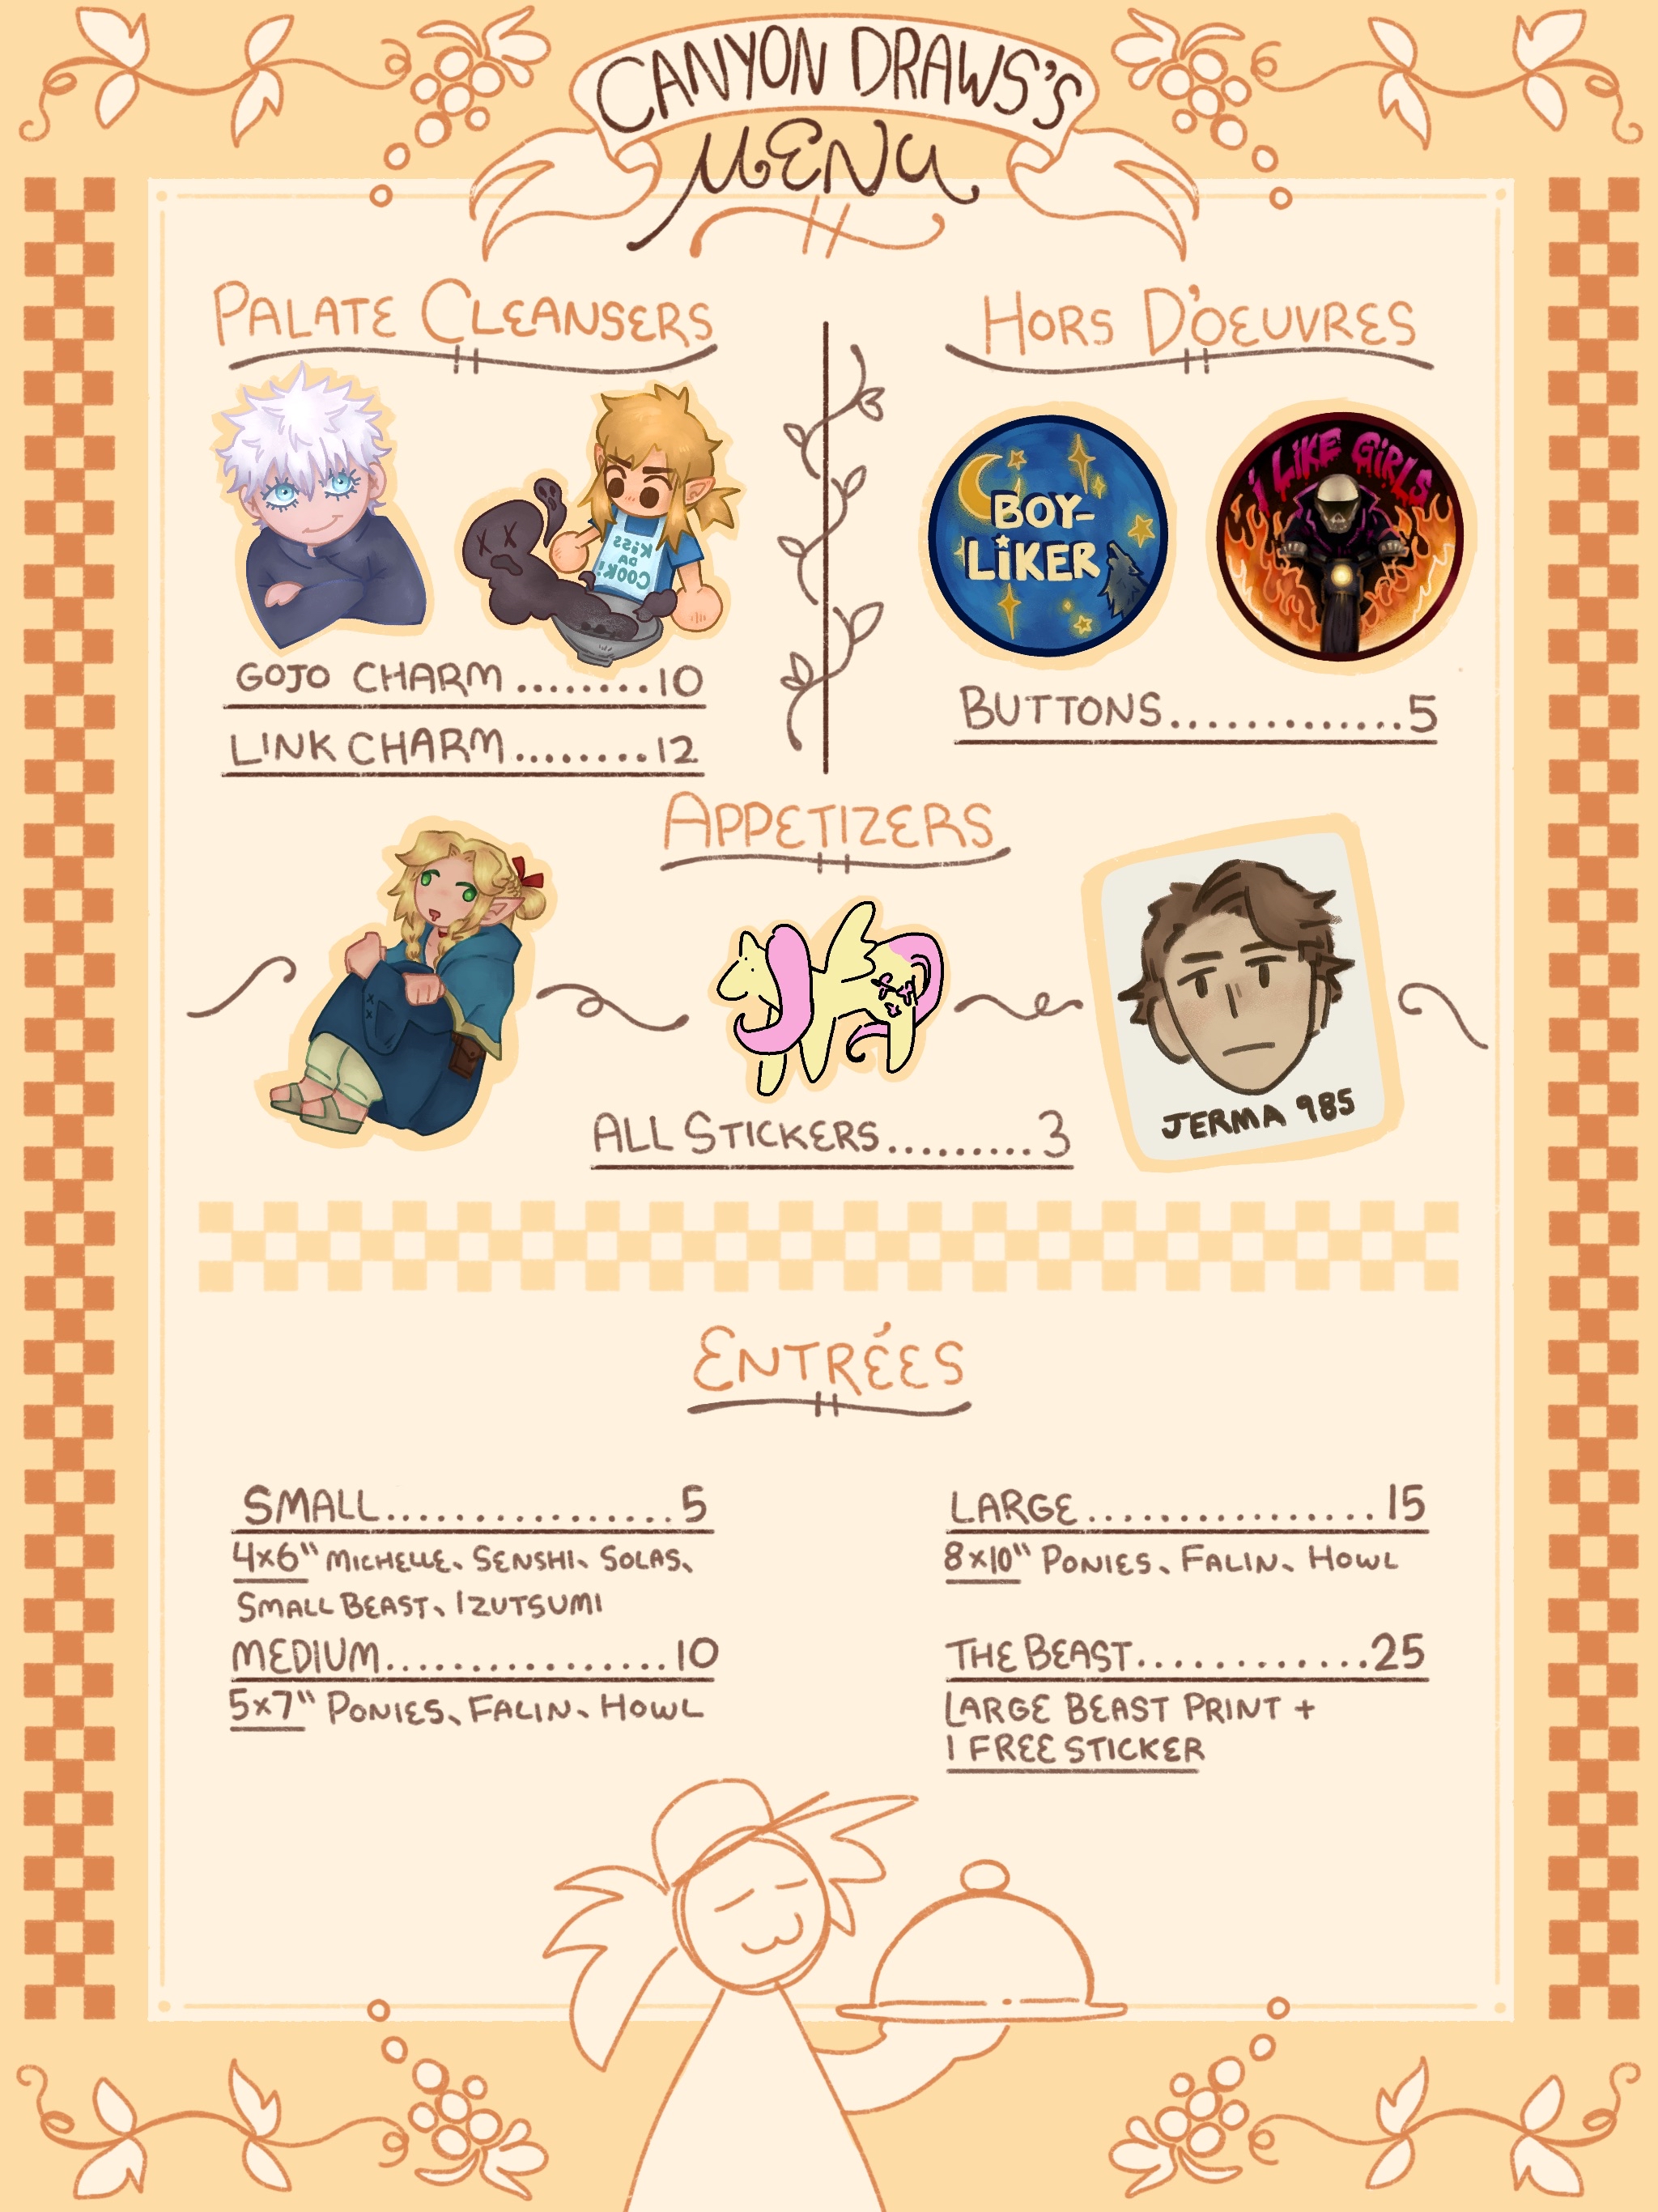 CANYON DRAWS'S
MENU
PALATE CLEANSERS
KISS
DA
COOK!
GOJO CHARM ........10
LINK CHARM ........12
HORS D'OEUVRES
BOY-
LIKER
I LIKE GIRLS
BUTTONS.............5
APPETIZERS
JERMA 985
ALL STICKERS.........3
ENTRÉES
SMALL.................5
4x6" MICHELLE, SENSHI, SOLAS,
SMALL BEAST, IZUTSUMI
MEDIUM................10
5x7" PONIES, FALIN, HOWL
LARGE................15
8x10" PONIES, FALIN, HOWL
THE BEAST............25
LARGE BEAST PRINT +
1 FREE STICKER